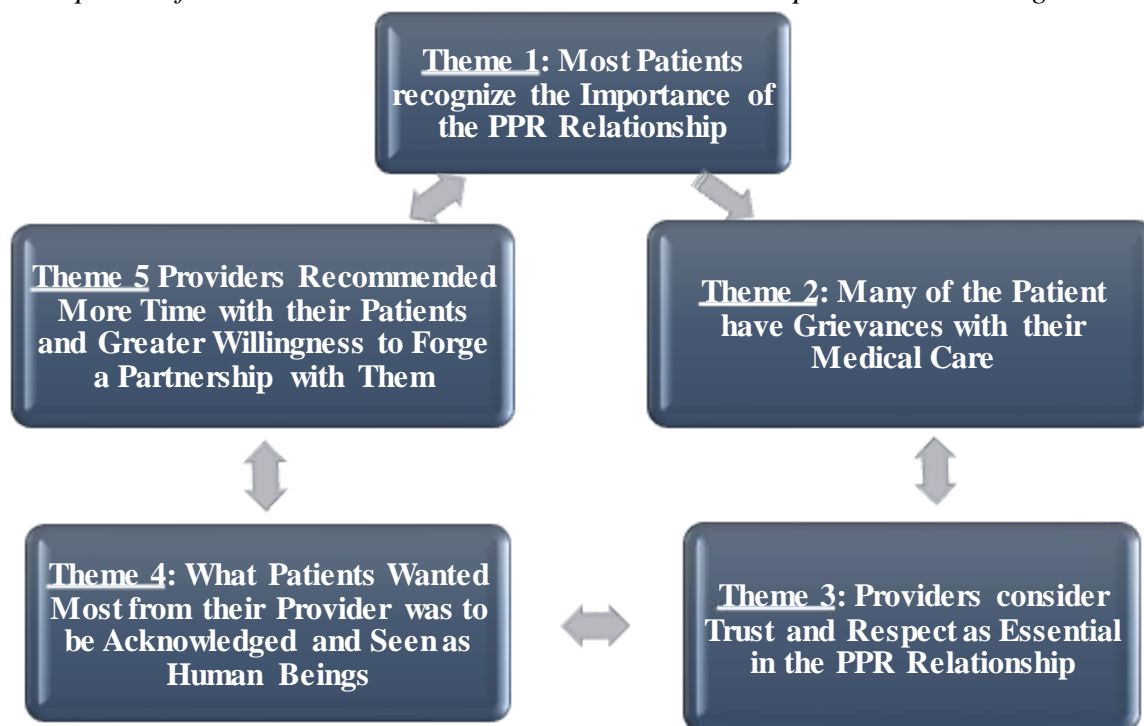 Theme 1: Most Patients
recognize the Importance of
the PPR Relationship
Theme 2: Many of the Patient
have Grievances with their
Medical Care
Theme 3: Providers consider
Trust and Respect as Essential
in the PPR Relationship
Theme 4: What Patients Wanted
Most from their Provider was to
be Acknowledged and Seen as
Human Beings
Theme 5 Providers Recommended
More Time with their Patients
and Greater Willingness to Forge
a Partnership with Them